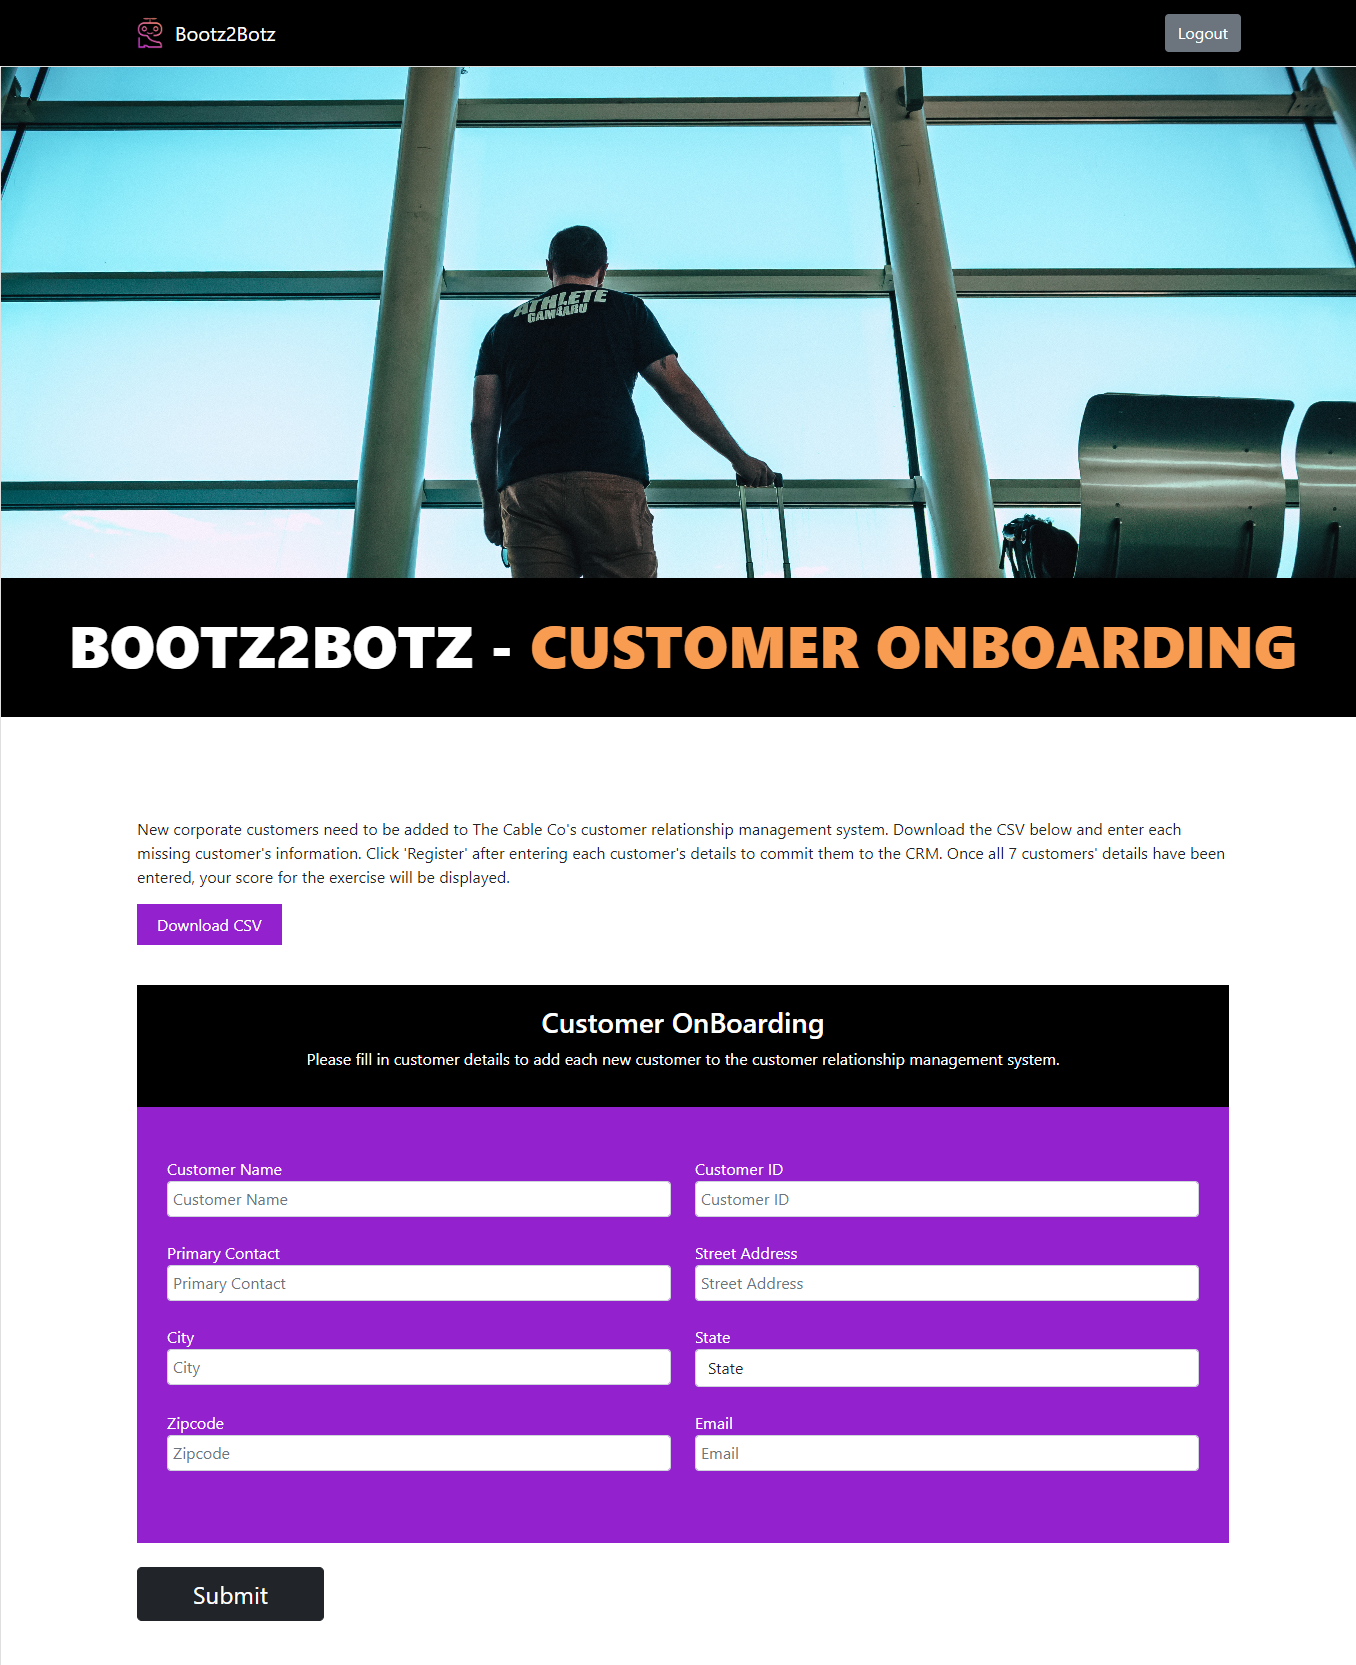 Bootz2Botz
Logout
ATHLETE
BOOTZ2BOTZ - CUSTOMER ONBOARDING
New corporate customers need to be added to The Cable Co's customer relationship management system. Download the CSV below and enter each
missing customer's information. Click 'Register' after entering each customer's details to commit them to the CRM. Once all 7 customers' details have been
entered, your score for the exercise will be displayed.
Download CSV
Customer OnBoarding
Please fill in customer details to add each new customer to the customer relationship management system.
Customer Name
Customer ID
Customer Name
Customer ID
Primary Contact
Street Address
Primary Contact
Street Address
City
State
City
State
Zipcode
Email
Zipcode
Email
Submit